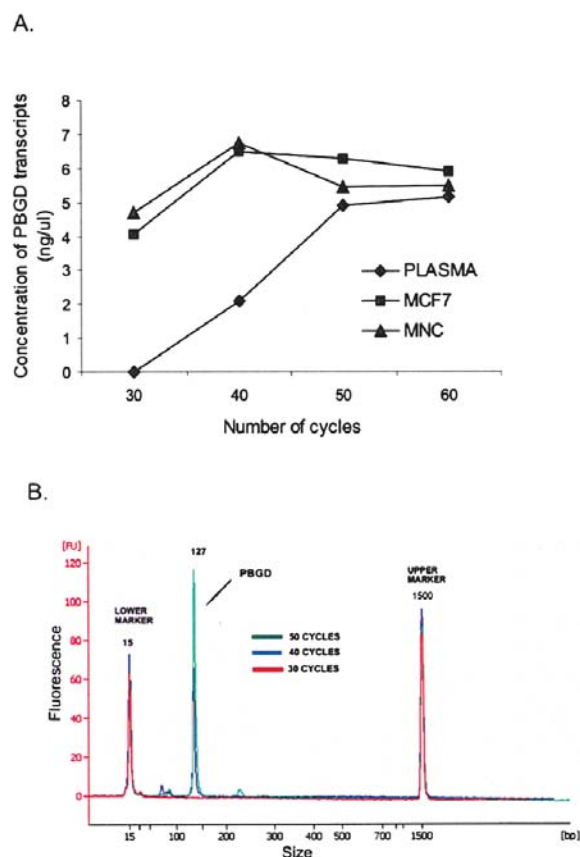 A.
Concentration of PBGD transcripts
(ng/ul)
8
7
6
5
4
3
2
1
0
PLASMA
MCF7
MNC
30 40 50 60
Number of cycles
B.
[FU]
120
100
80
60
40
20
0
Fluorescence
127
PBGD
LOWER
MARKER
15
UPPER
MARKER
1500
50 CYCLES
40 CYCLES
30 CYCLES
15 100 200 300 400 500 700 1500 [bp]
Size